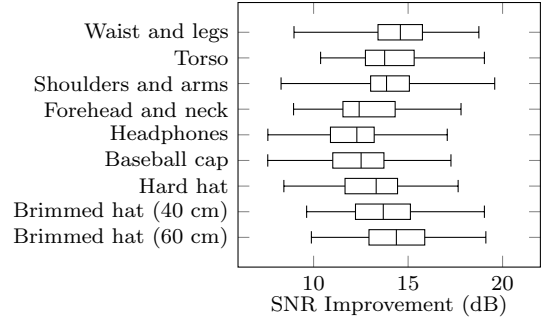 Waist and legs
Torso
Shoulders and arms
Forehead and neck
Headphones
Baseball cap
Hard hat
Brimmed hat (40 cm)
Brimmed hat (60 cm)
10 15 20
SNR Improvement (dB)